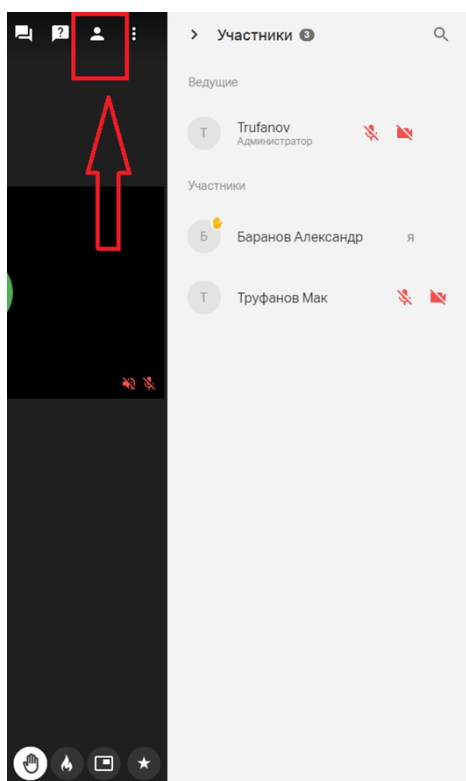 ?
Участники 3
Ведущие
T
Trufanov
Администратор
Участники
Б
Баранов Александр
я
Т
Труфанов Мак